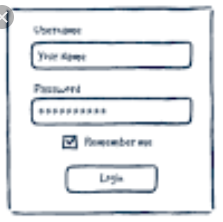 Username
Your Name
Password
**********
Remember me
Login